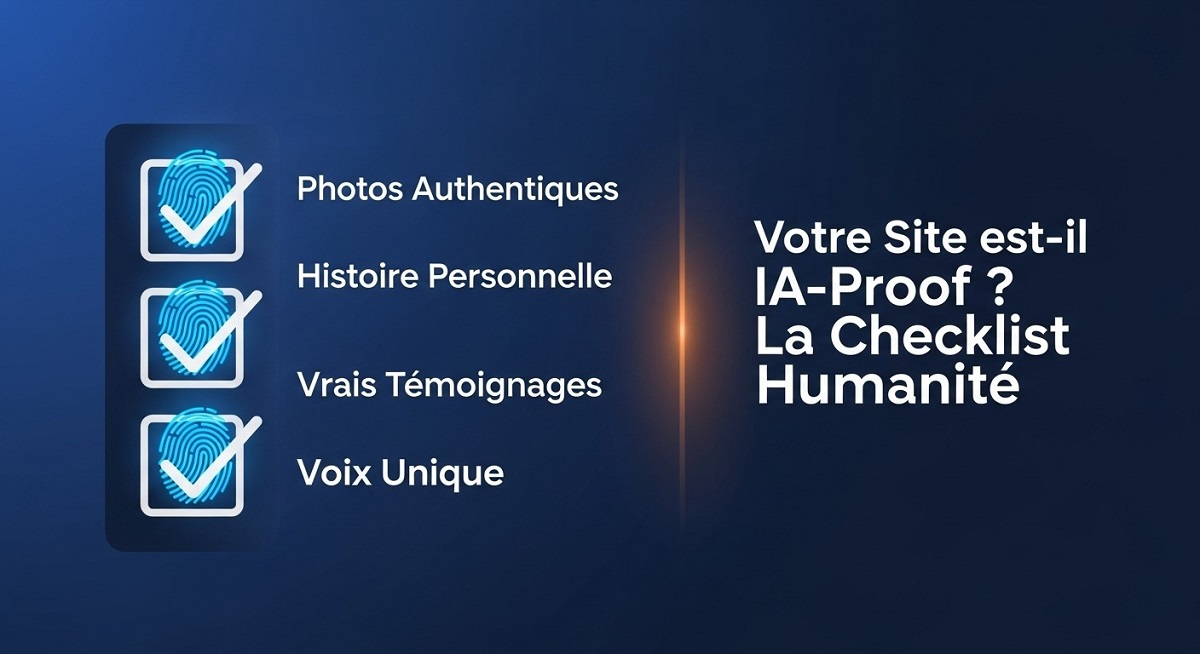 Photos Authentiques
Histoire Personnelle
Vrais Témoignages
Voix Unique
Votre Site est-il
IA-Proof ?
La Checklist
Humanité